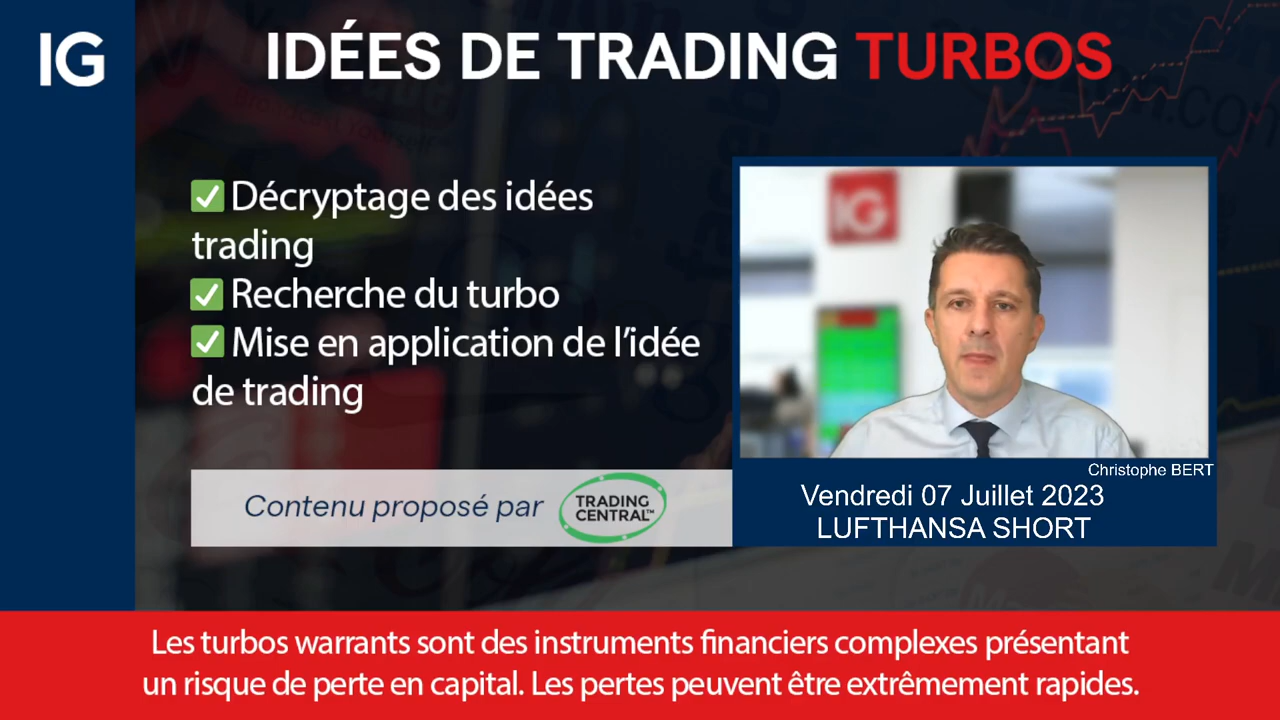 IG
IDÉES DE TRADING TURBOS
✅ Décryptage des idées
trading
✅ Recherche du turbo
✅ Mise en application de l’idée
de trading
IG
Contenu proposé par
TRADING
CENTRAL™
Christophe BERT
Vendredi 07 Juillet 2023
LUFTHANSA SHORT
Les turbos warrants sont des instruments financiers complexes présentant
un risque de perte en capital. Les pertes peuvent être extrêmement rapides.